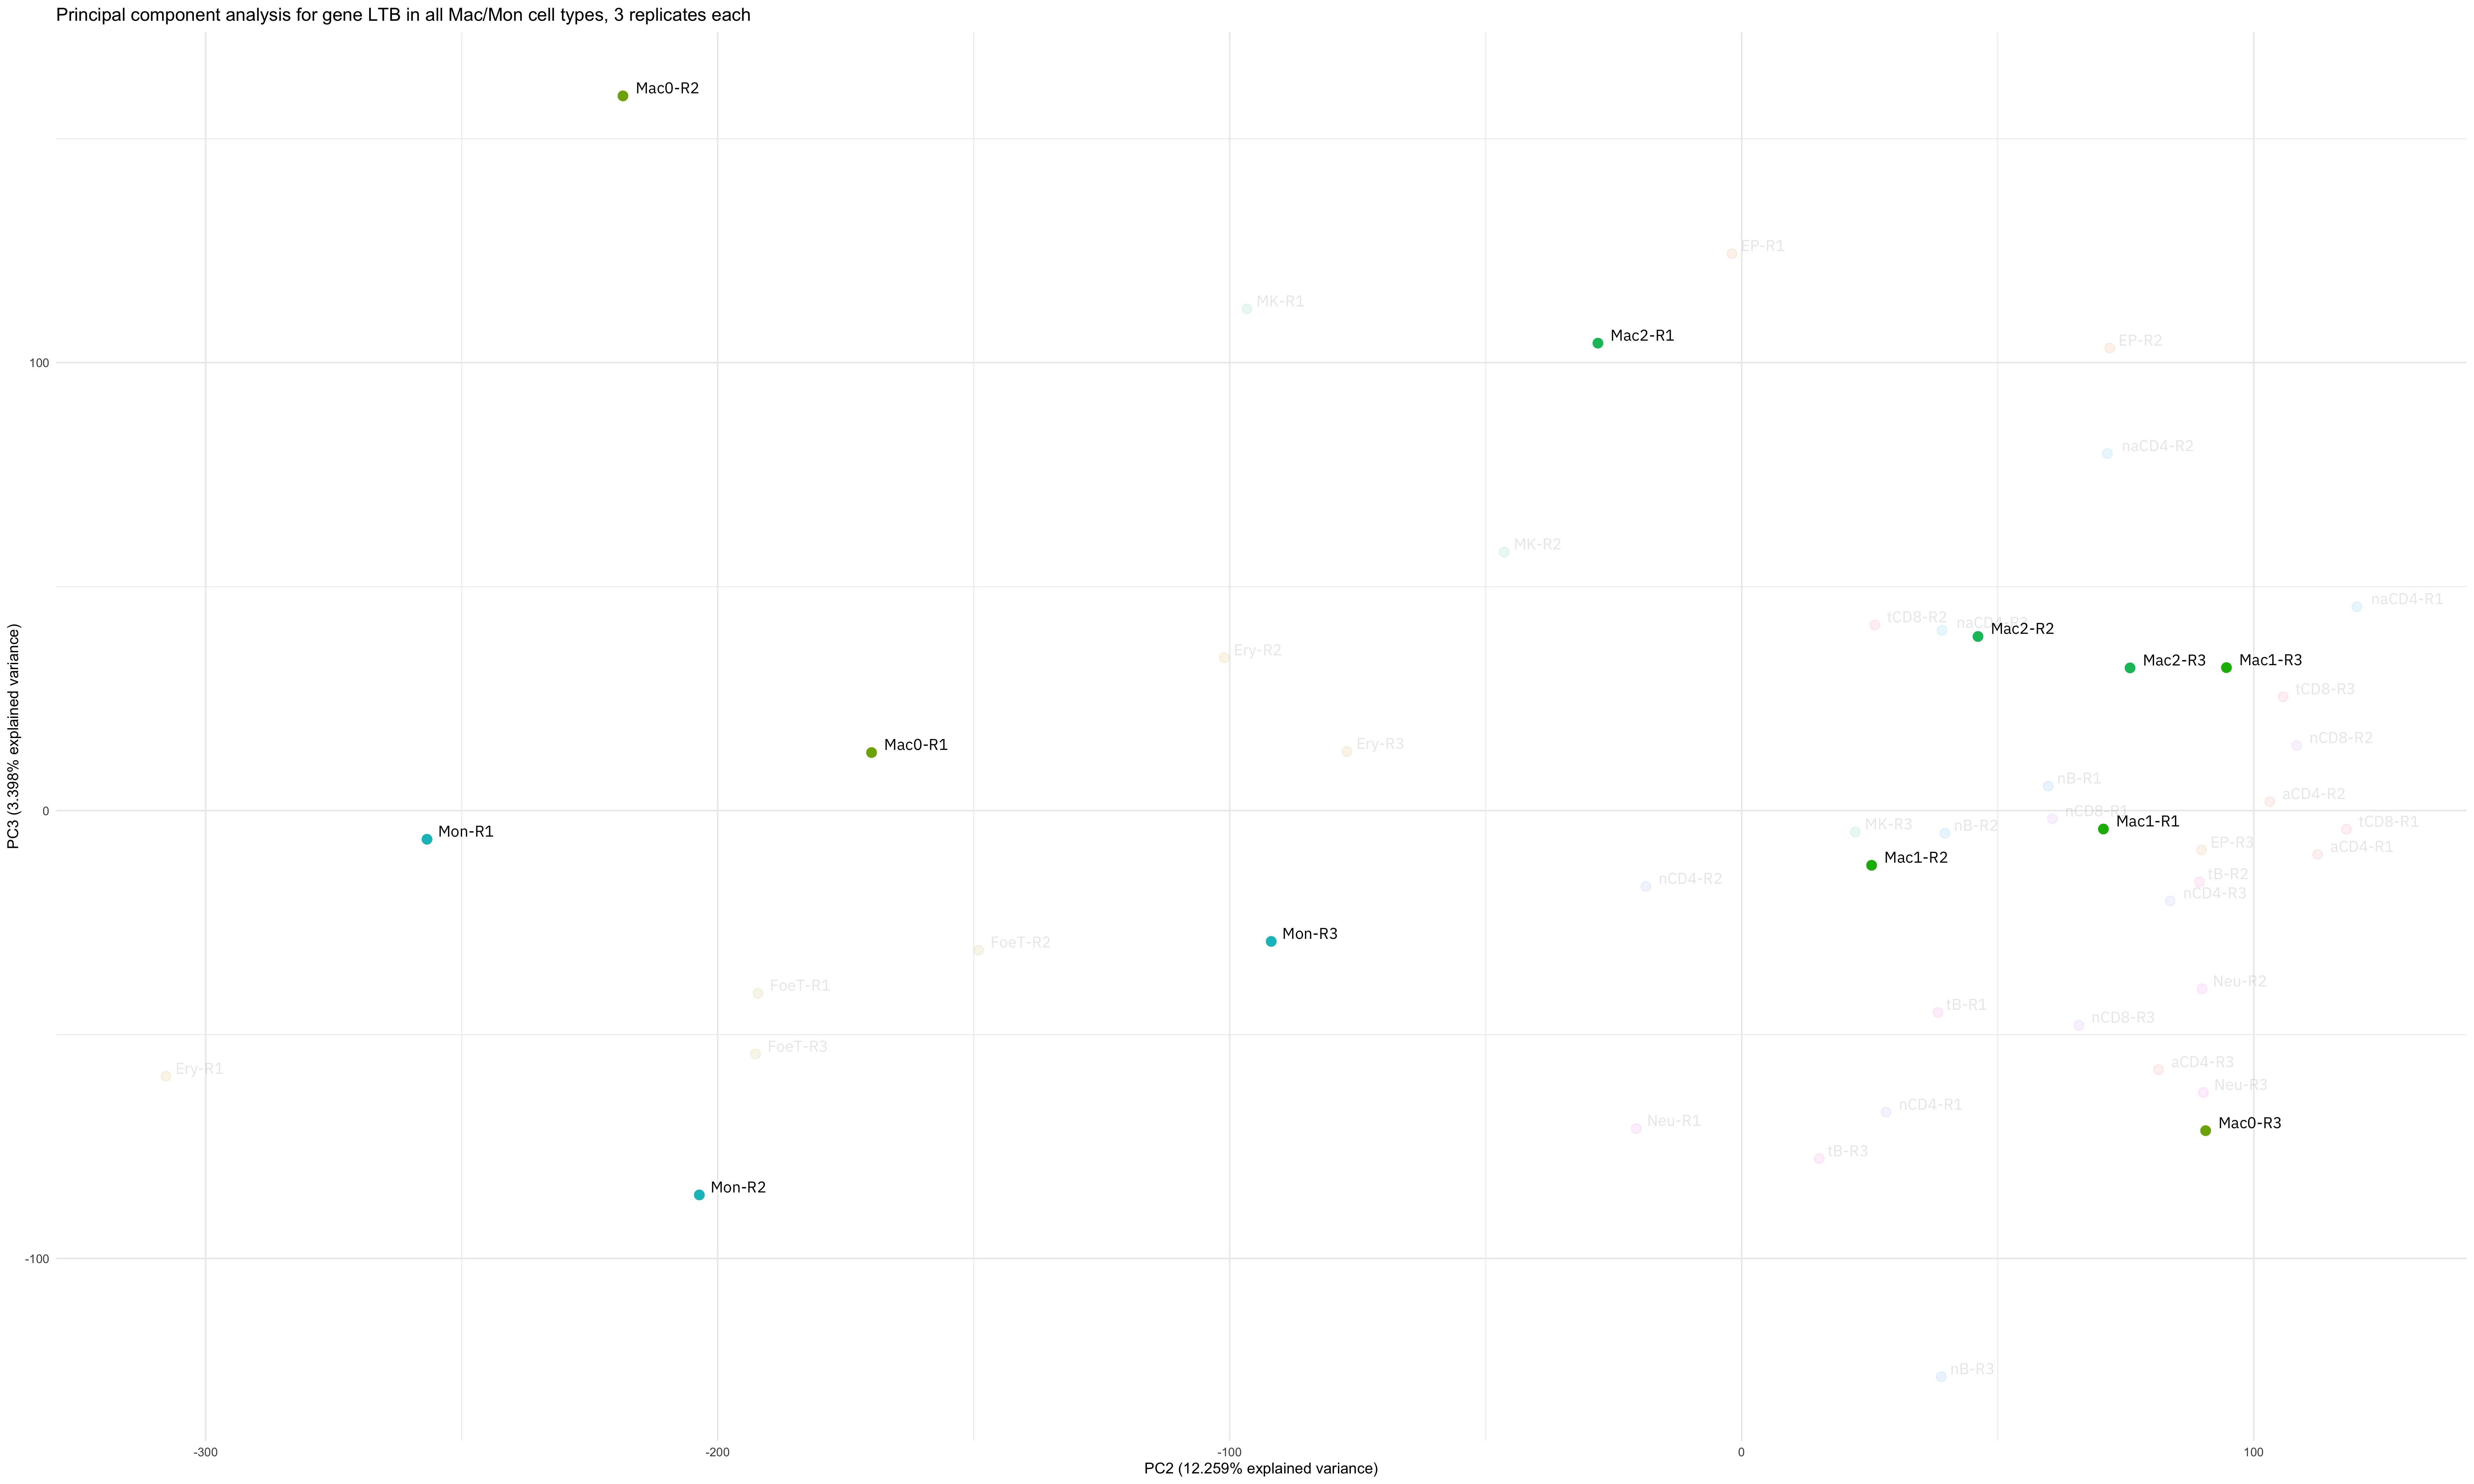 Principal component analysis for gene LTB in all Mac/Mon cell types, 3 replicates each
Mac0-R2
EP-R1
MK-R1
Mac2-R1
EP-R2
100
naCD4-R2
MK-R2
naCD4-R1
tCD8-R2
naCD4-R3
Mac2-R2
Ery-R2
Mac2-R3
Mac1-R3
tCD8-R3
Mac0-R1
Ery-R3
nCD8-R2
nB-R1
aCD4-R2
0
nCD8-R1
Mon-R1
MK-R3
nB-R2
Mac1-R1
tCD8-R1
EP-R3
aCD4-R1
Mac1-R2
nCD4-R2
tB-R2
nCD4-R3
Mon-R3
FoeT-R2
FoeT-R1
Neu-R2
tB-R1
nCD8-R3
FoeT-R3
Ery-R1
aCD4-R3
Neu-R3
nCD4-R1
Neu-R1
Mac0-R3
tB-R3
Mon-R2
-100
nB-R3
PC3 (3.398% explained variance)
-300
-200
-100
0
100
PC2 (12.259% explained variance)